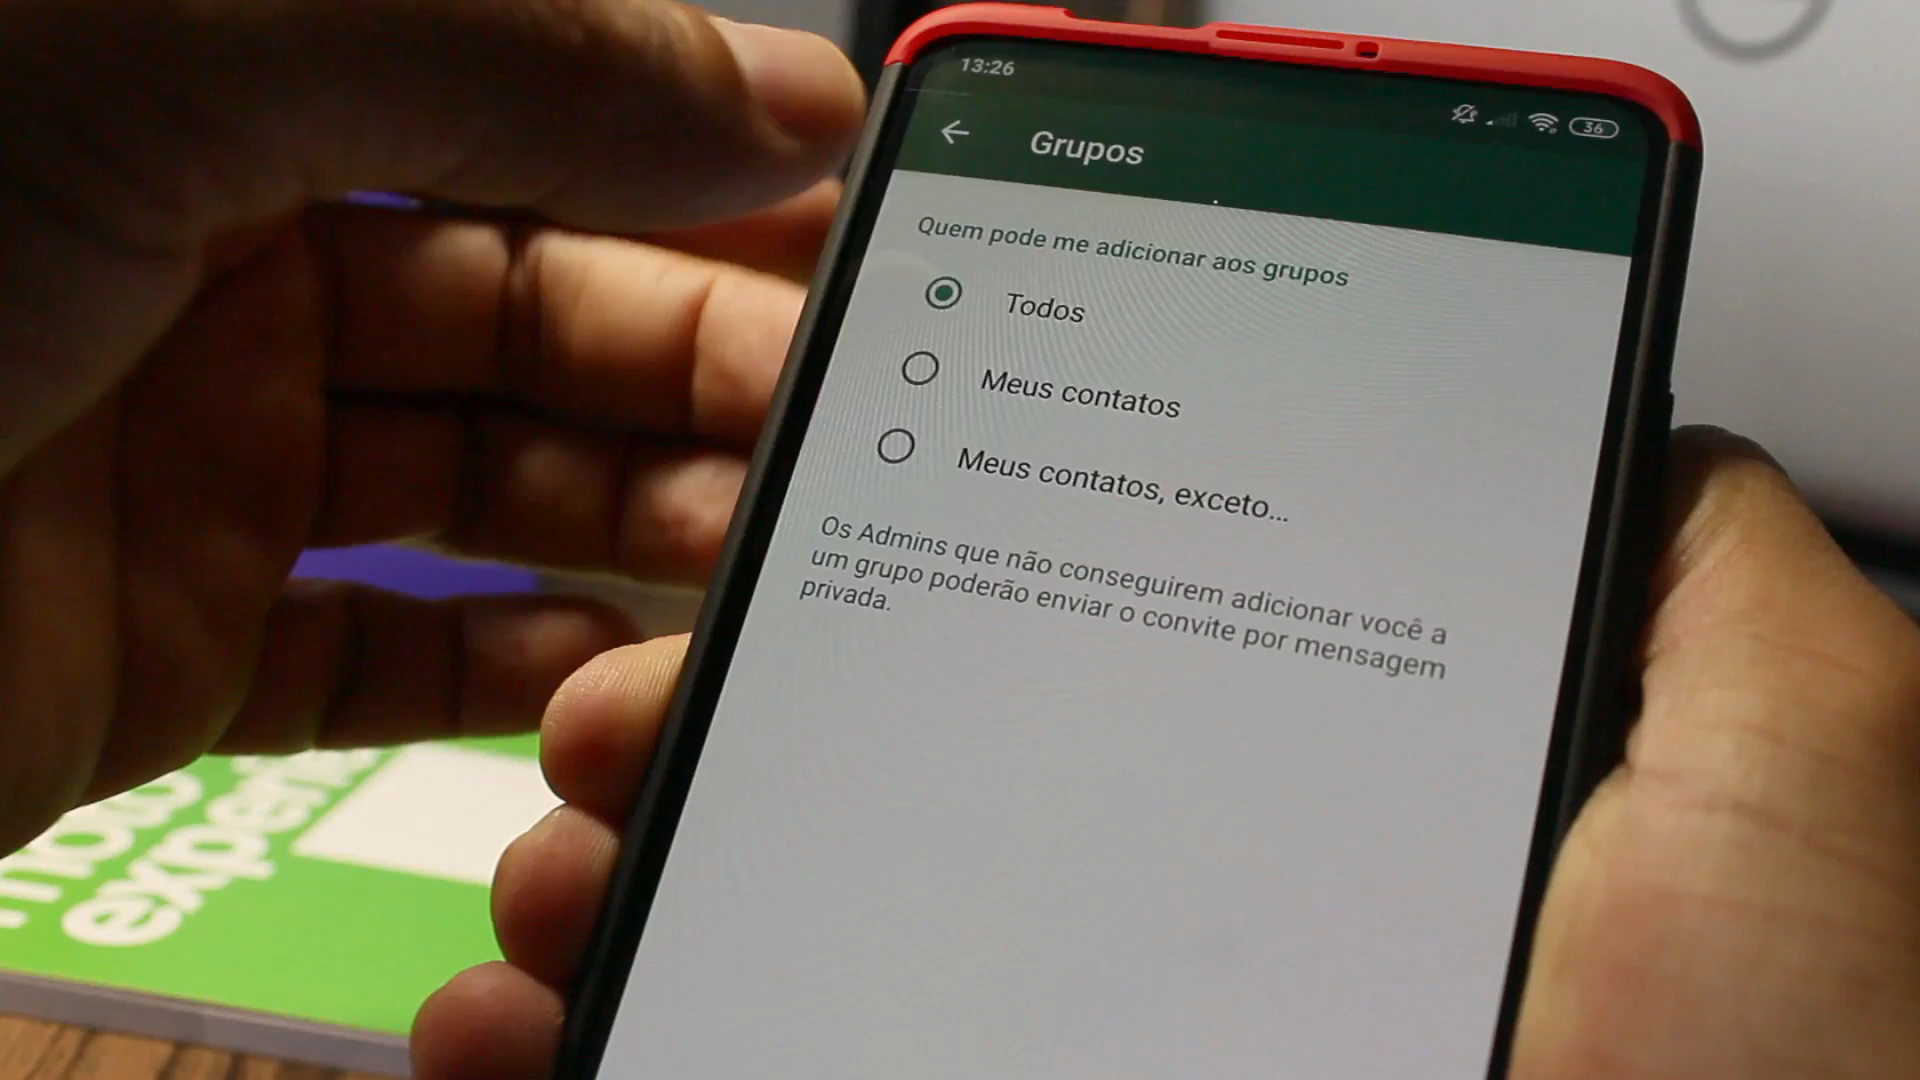 13:26
36
Grupos
Quem pode me adicionar aos grupos
Todos
Meus contatos
Meus contatos, exceto...
Os Admins que não conseguirem adicionar você a
um grupo poderão enviar o convite por mensagem
privada.